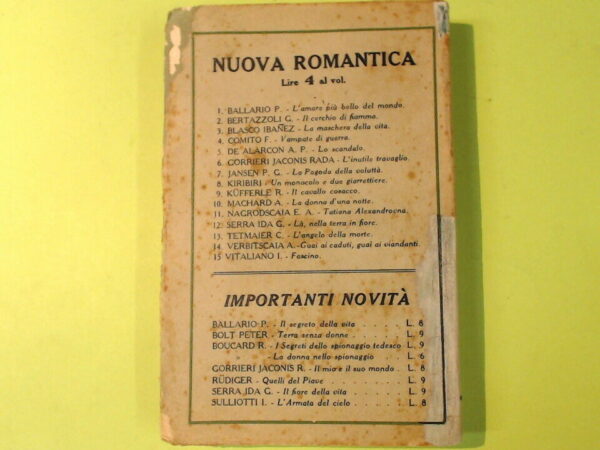 NUOVA ROMANTICA
Lire 4 al vol.
1. BALLARIO P. - L'amore più bello del mondo.
2. BERTAZZOLI G. - Il cerchio di fiamma.
3. BLASCO IBAÑEZ - La maschera della vita.
4. COMITO F. - Vampate di guerra.
5. DE ALARCON A. P. - Lo scandalo.
6. GORRIERI JACONIS RADA - L'inutile travaglio.
7. JANSEN P. G. - La Pagoda della voluttà.
8. KIRIBIRI - Un monocolo e due giarrettiere.
9. KÜFFERLE R. - Il cavallo cosacco.
10. MACHARD A. - La donna d'una notte.
11. NAGRODSCAIA E. A. - Tatiana Alexandrovna.
12. SERRA IDA G. - Là, nella terra in fiore.
13. TETMAIER C. - L'angelo della morte.
14. VERBITSCAIA A. - Guai ai caduti, guai ai viandanti.
15 VITALIANO I. - Fascino.
IMPORTANTI NOVITÀ
BALLARIO P. - Il segreto della vita . . . . . L. 8
BOLT PETER - Terra senza donne . . . . . L. 9
BOUCARD R. - I Segreti dello spionaggio tedesco L. 9
" - La donna nello spionaggio . . L. 6
GORRIERI JACONIS R. - Il mio e il suo mondo . L. 8
RÜDIGER - Quelli del Piave . . . . . . L. 9
SERRA IDA G. - Il fiore della vita . . . . . L. 9
SULLIOTTI I. - L'Armata del cielo . . . . . L. 8